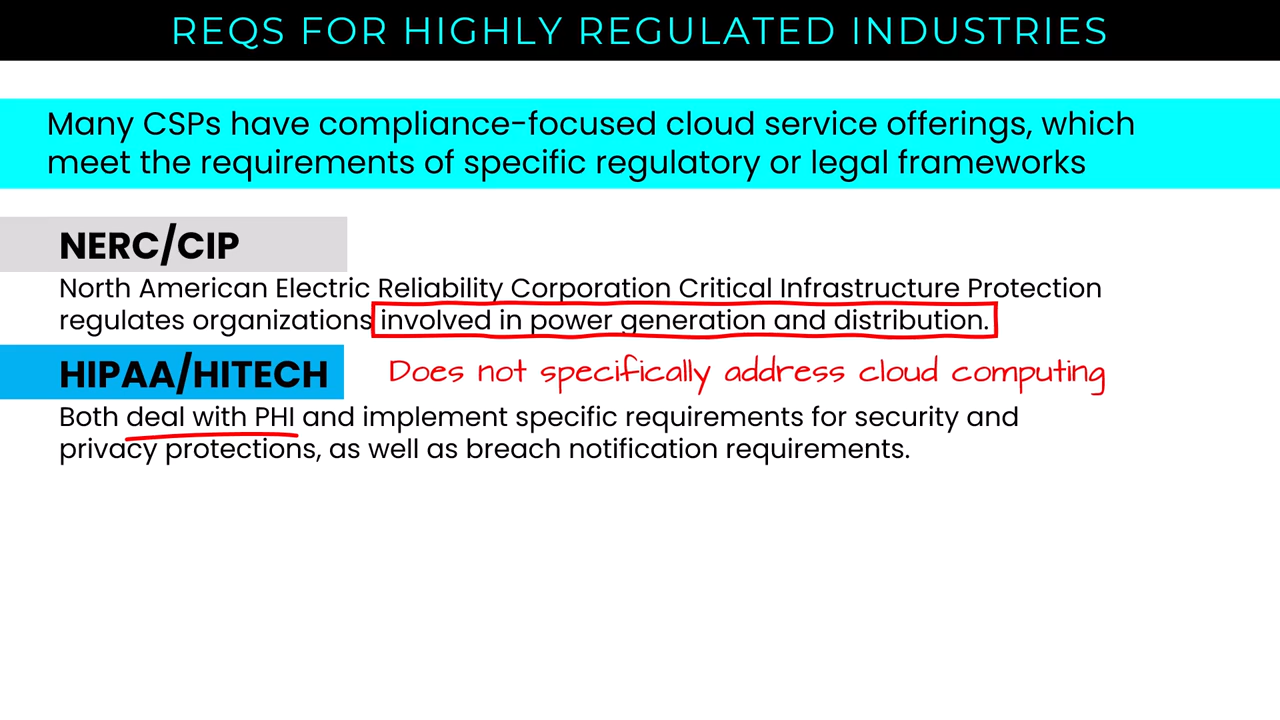 REQS FOR HIGHLY REGULATED INDUSTRIES
Many CSPs have compliance-focused cloud service offerings, which
meet the requirements of specific regulatory or legal frameworks
NERC/CIP
North American Electric Reliability Corporation Critical Infrastructure Protection
regulates organizations involved in power generation and distribution.
HIPAA/HITECH
Does not specifically address cloud computing
Both deal with PHI and implement specific requirements for security and
privacy protections, as well as breach notification requirements.